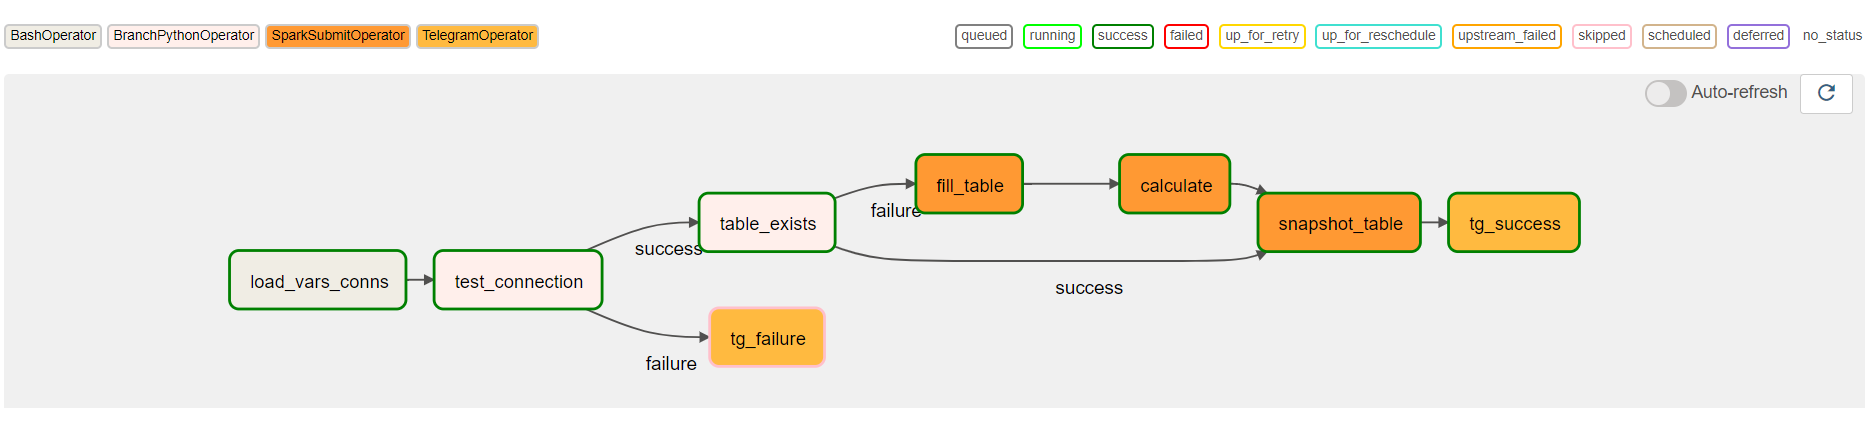 BashOperator BranchPythonOperator SparkSubmitOperator TelegramOperator queued running success failed up_for_retry up_for_reschedule upstream_failed skipped scheduled deferred no_status
Auto-refresh
fill_table calculate
failure
table_exists snapshot_table tg_success
success
load_vars_conns test_connection
success
tg_failure
failure